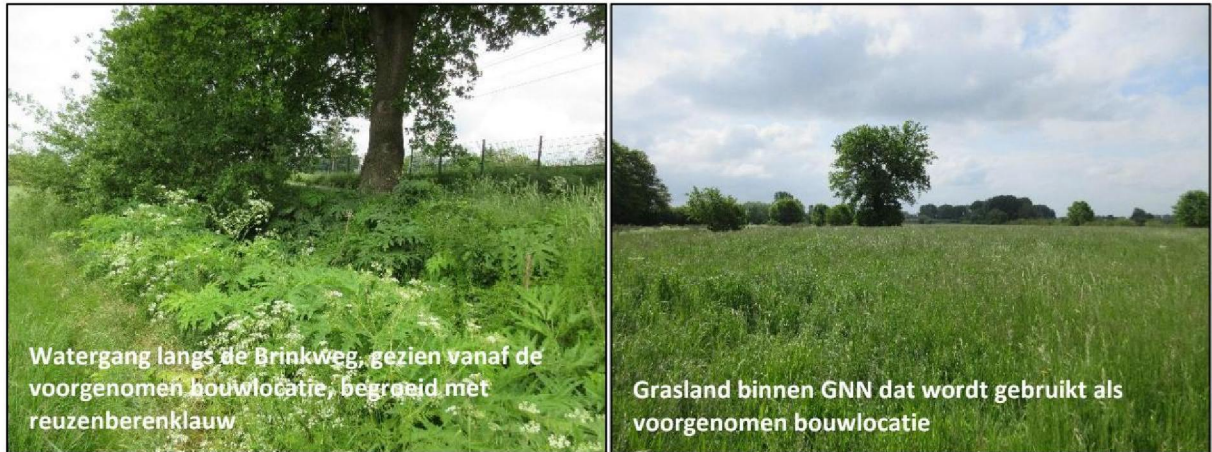 Watergang langs de Brinkweg, gezien vanaf de
voorgenomen bouwlocatie, begroeid met
reuzenberenklauw
Grasland binnen GNN dat wordt gebruikt als
voorgenomen bouwlocatie